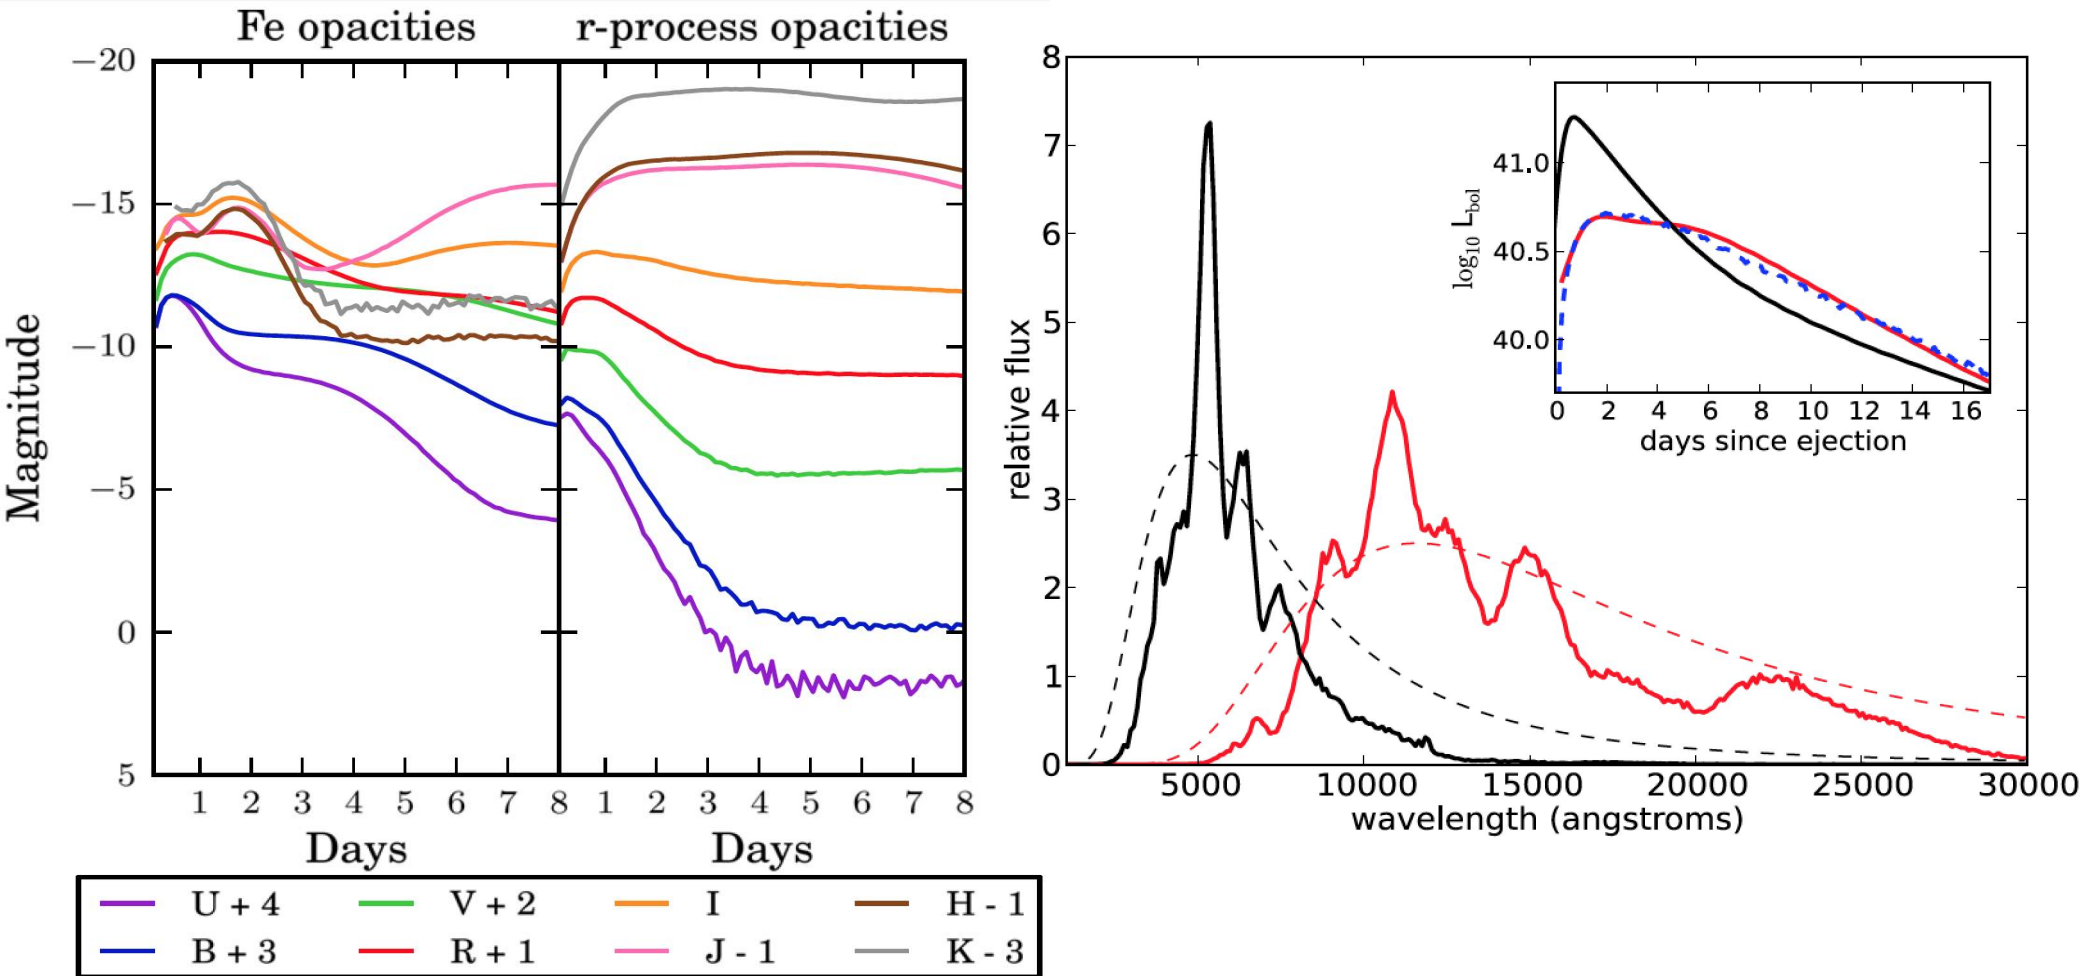 Fe opacities
r-process opacities
Magnitude
−20
−15
−10
−5
0
5
1 2 3 4 5 6 7 8
1 2 3 4 5 6 7 8
Days
Days
U + 4
V + 2
I
H - 1
B + 3
R + 1
J - 1
K - 3
8
7
6
5
4
3
2
1
0
relative flux
5000 10000 15000 20000 25000 30000
wavelength (angstroms)
log10 Lbol
41.0
40.5
40.0
0 2 4 6 8 10 12 14 16
days since ejection